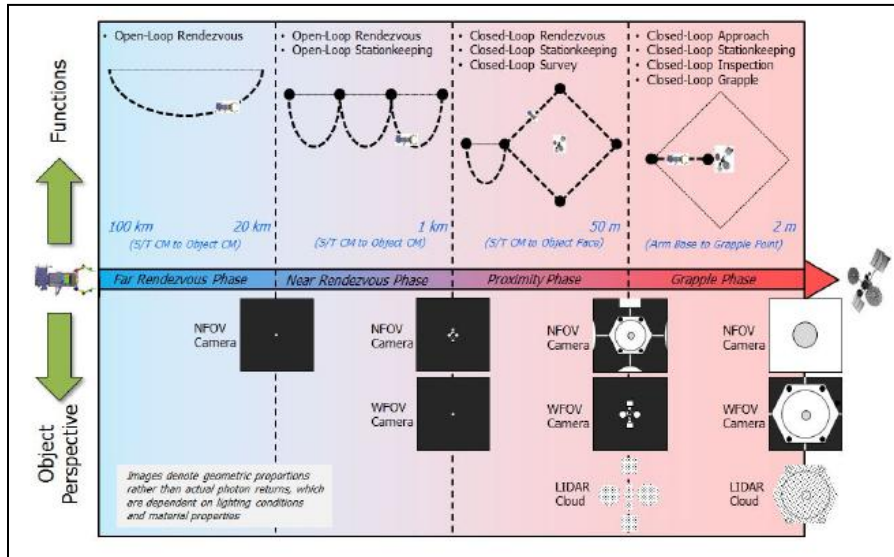 Functions
• Open-Loop Rendezvous
• Open-Loop Rendezvous
• Open-Loop Stationkeeping
• Closed-Loop Rendezvous
• Closed-Loop Stationkeeping
• Closed-Loop Survey
• Closed-Loop Approach
• Closed-Loop Stationkeeping
• Closed-Loop Inspection
• Closed-Loop Grapple
100 km
20 km
(S/T CM to Object CM)
1 km
(S/T CM to Object CM)
50 m
(S/T CM to Object Face)
2 m
(Arm Base to Grapple Point)
Far Rendezvous Phase
Near Rendezvous Phase
Proximity Phase
Grapple Phase
Object
Perspective
NFOV
Camera
NFOV
Camera
NFOV
Camera
NFOV
Camera
WFOV
Camera
WFOV
Camera
WFOV
Camera
LIDAR
Cloud
LIDAR
Cloud
Images denote geometric proportions
rather than actual photon returns, which
are dependent on lighting conditions
and material properties